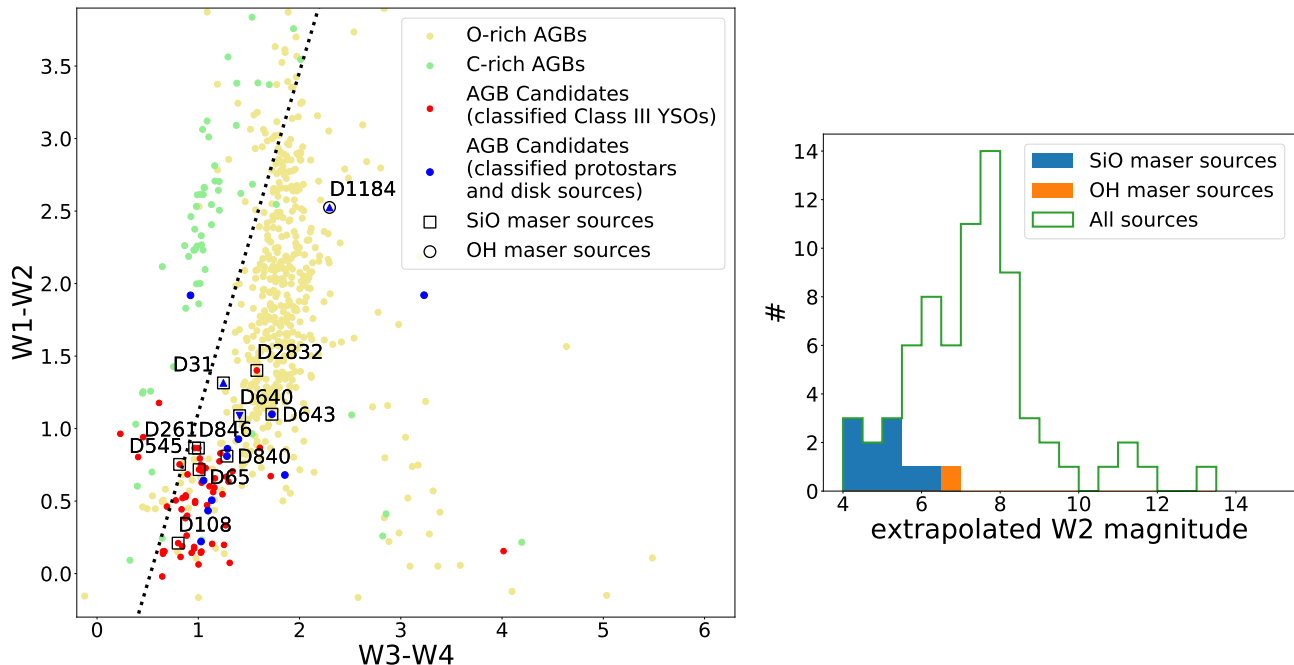 O-rich AGBs
C-rich AGBs
AGB Candidates
(classified Class III YSOs)
AGB Candidates
(classified protostars
and disk sources)
SiO maser sources
OH maser sources
D1184
D31
D2832
D640
D643
D261
D846
D545
D840
D65
D108
3.5
3.0
2.5
2.0
1.5
1.0
0.5
0.0
W1-W2
0 1 2 3 4 5 6
W3-W4
SiO maser sources
OH maser sources
All sources
14
12
10
8
6
4
2
0
#
4 6 8 10 12 14
extrapolated W2 magnitude